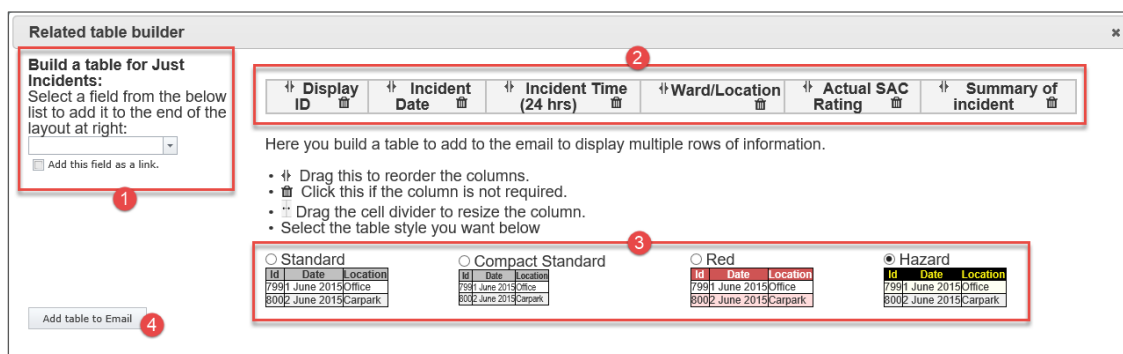 Related table builder
Build a table for Just
Incidents:
Select a field from the below
list to add it to the end of the
layout at right:
Add this field as a link.
1
2
Display ID
Incident Date
Incident Time (24 hrs)
Ward/Location
Actual SAC Rating
Summary of incident
Here you build a table to add to the email to display multiple rows of information.
• Drag this to reorder the columns.
• Click this if the column is not required.
• Drag the cell divider to resize the column.
• Select the table style you want below
3
Standard
Id Date Location
799 1 June 2015 Office
800 2 June 2015 Carpark
Compact Standard
Id Date Location
799 1 June 2015 Office
800 2 June 2015 Carpark
Red
Id Date Location
799 1 June 2015 Office
800 2 June 2015 Carpark
Hazard
Id Date Location
799 1 June 2015 Office
800 2 June 2015 Carpark
Add table to Email
4